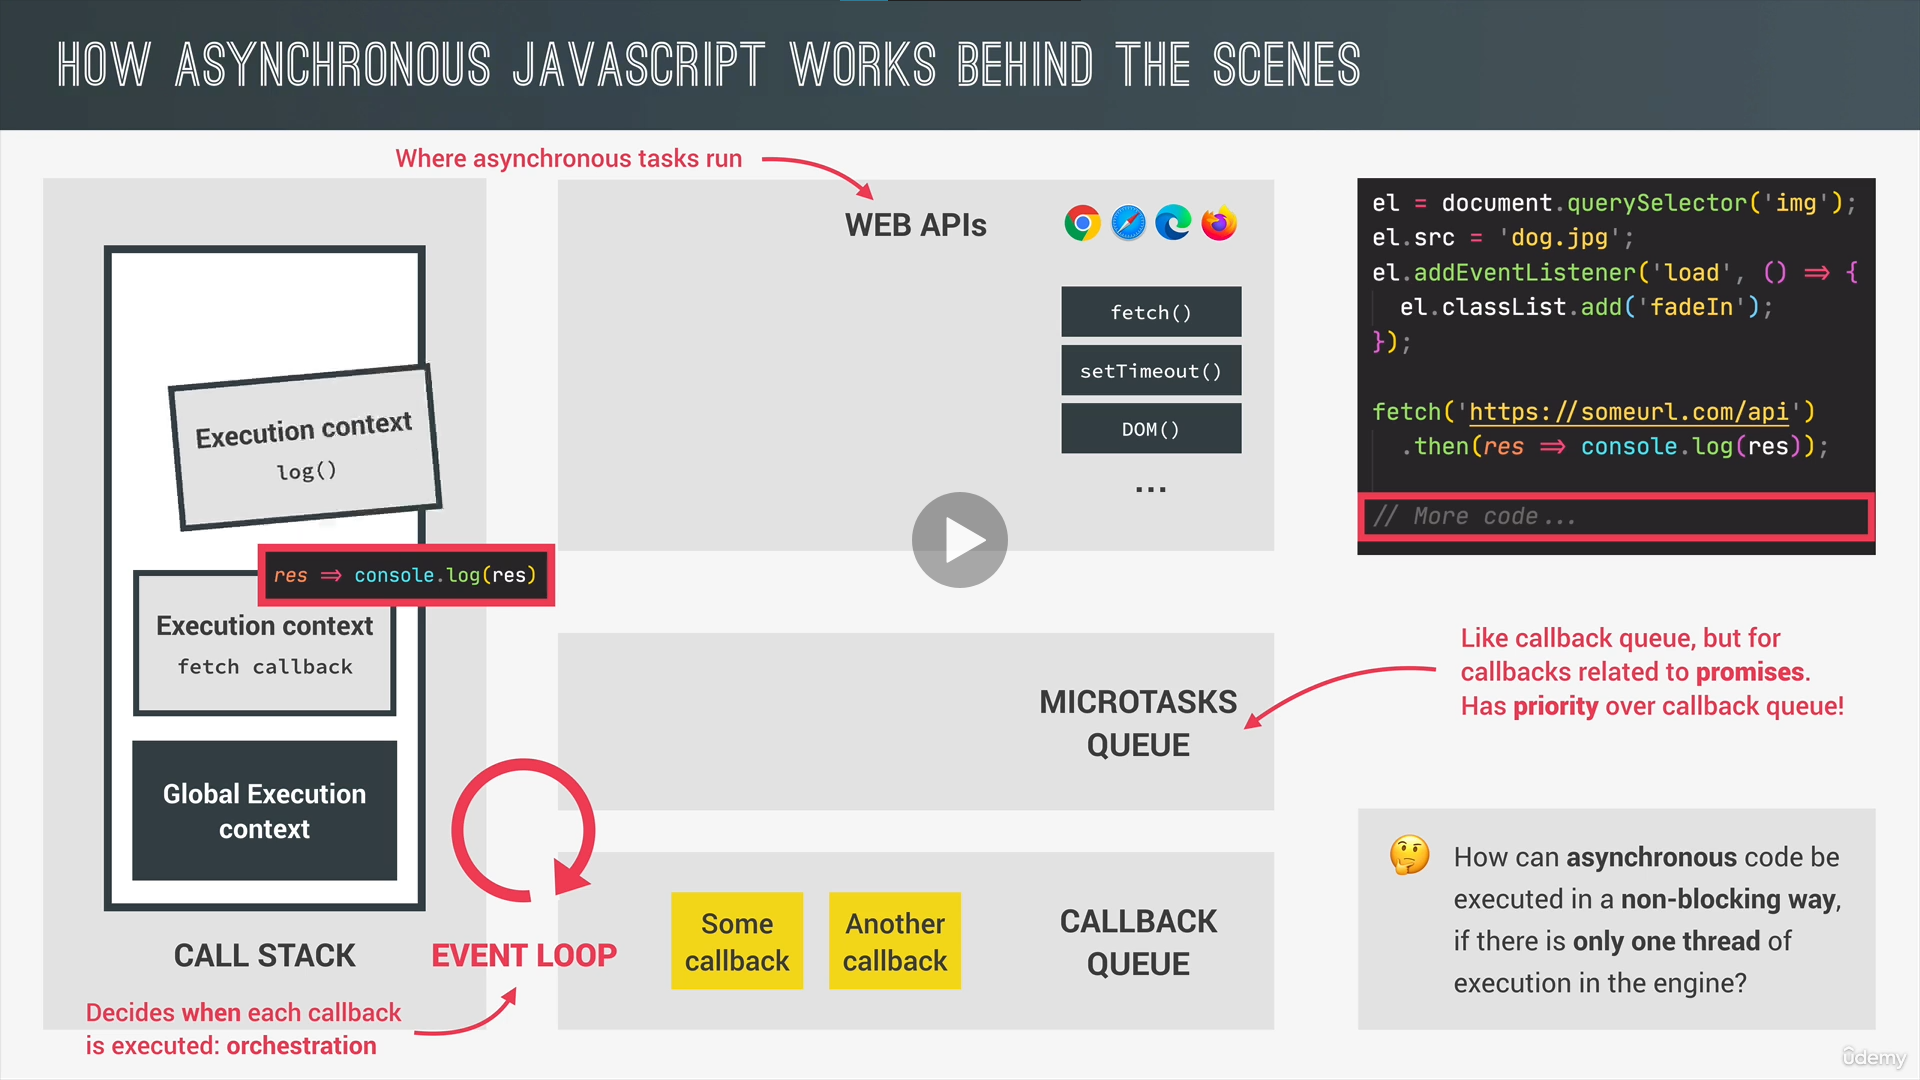 HOW ASYNCHRONOUS JAVASCRIPT WORKS BEHIND THE SCENES
Where asynchronous tasks run
Execution context
log()
res => console.log(res)
Execution context
fetch callback
Global Execution
context
CALL STACK
EVENT LOOP
Decides when each callback
is executed: orchestration
WEB APIs
fetch()
setTimeout()
DOM()
...
MICROTASKS
QUEUE
Some
callback
Another
callback
CALLBACK
QUEUE
el = document.querySelector('img');
el.src = 'dog.jpg';
el.addEventListener('load', () => {
el.classList.add('fadeIn');
});
fetch('https://someurl.com/api')
.then(res => console.log(res));
// More code...
Like callback queue, but for
callbacks related to promises.
Has priority over callback queue!
How can asynchronous code be
executed in a non-blocking way,
if there is only one thread of
execution in the engine?
ûdemy